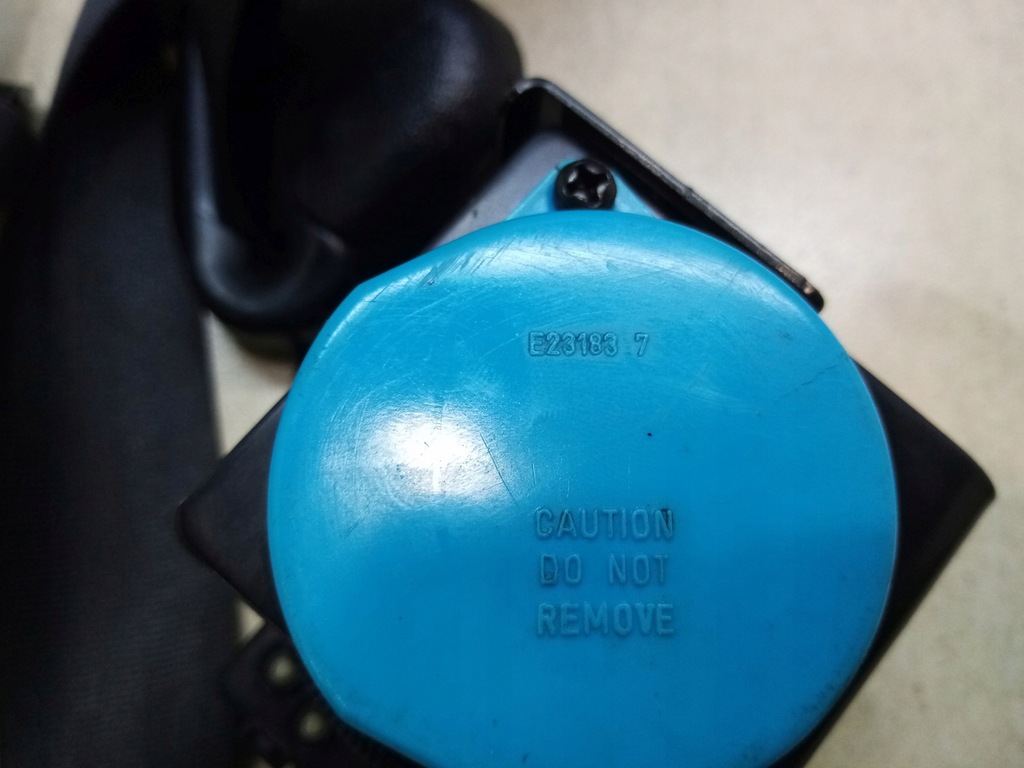 E23183 7
CAUTION
DO NOT
REMOVE